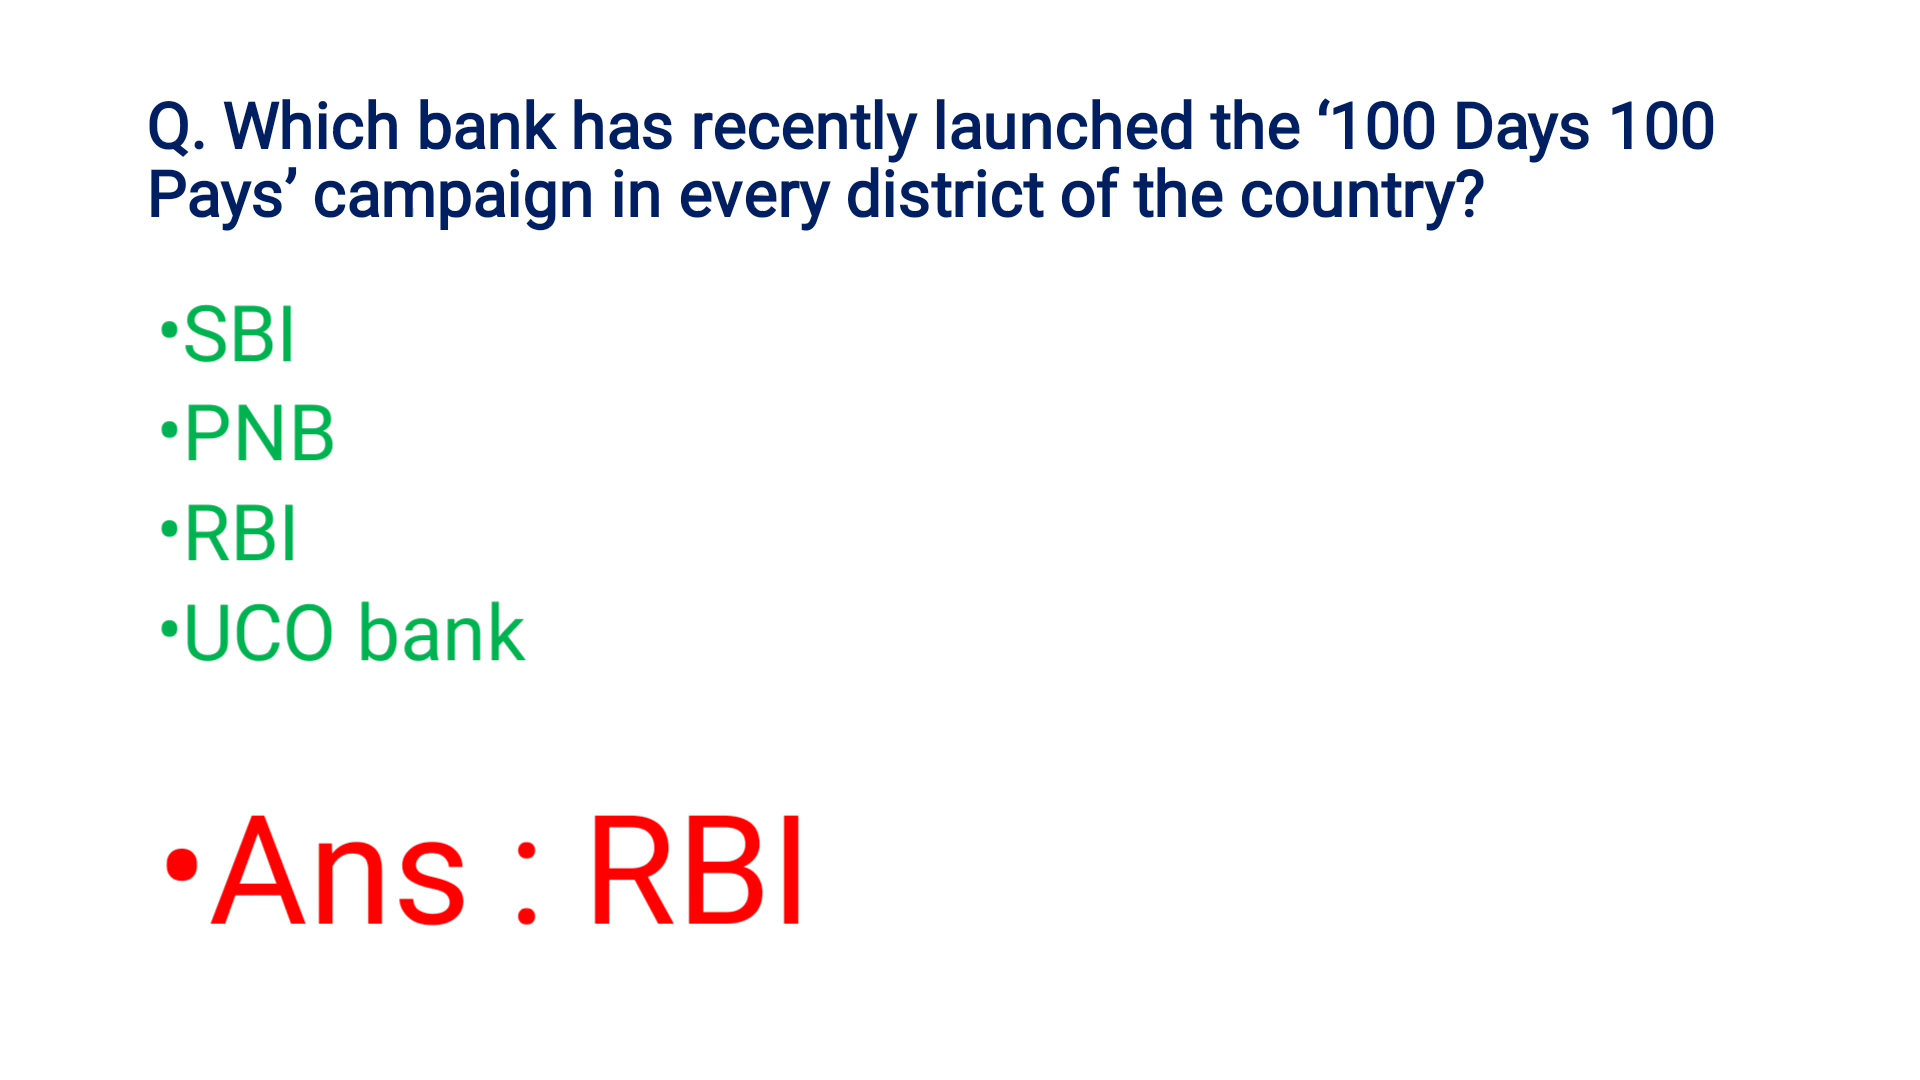 Q. Which bank has recently launched the ‘100 Days 100
Pays’ campaign in every district of the country?
•SBI
•PNB
•RBI
•UCO bank
•Ans : RBI